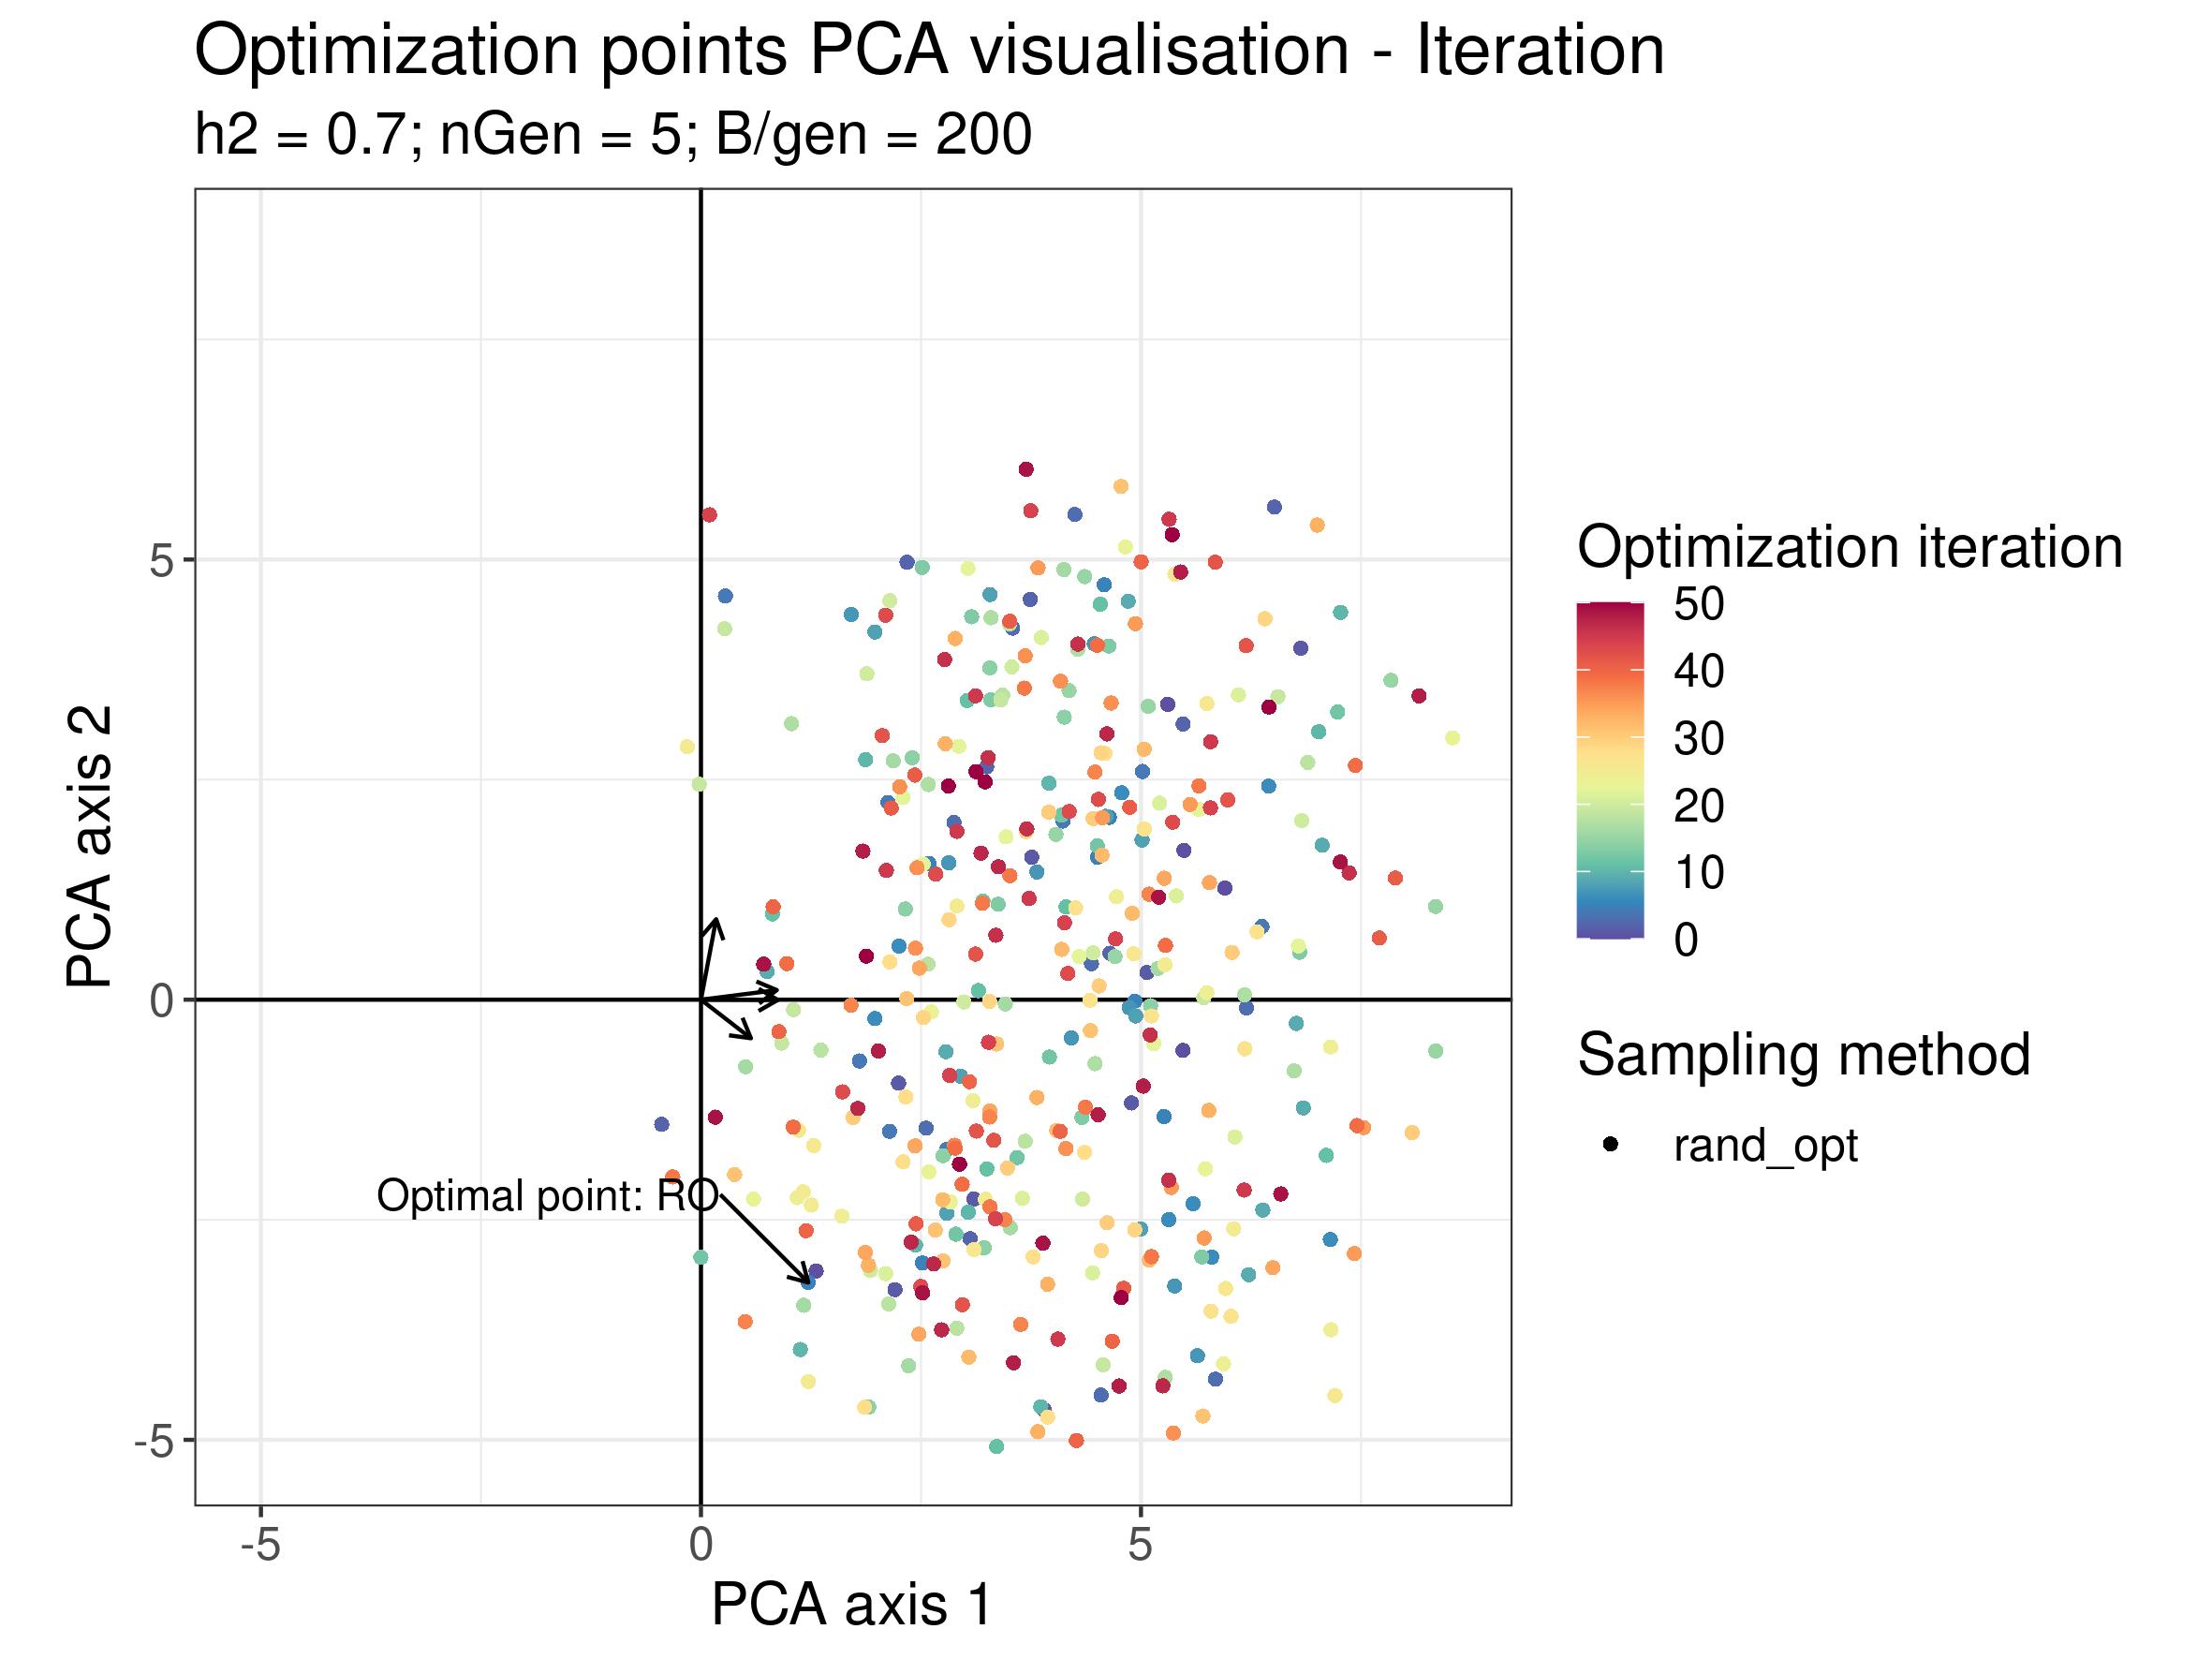 Optimization points PCA visualisation - Iteration
h2 = 0.7; nGen = 5; B/gen = 200
PCA axis 2
5
0
-5
Optimal point: RO
-5
0
5
PCA axis 1
Optimization iteration
50
40
30
20
10
0
Sampling method
rand_opt